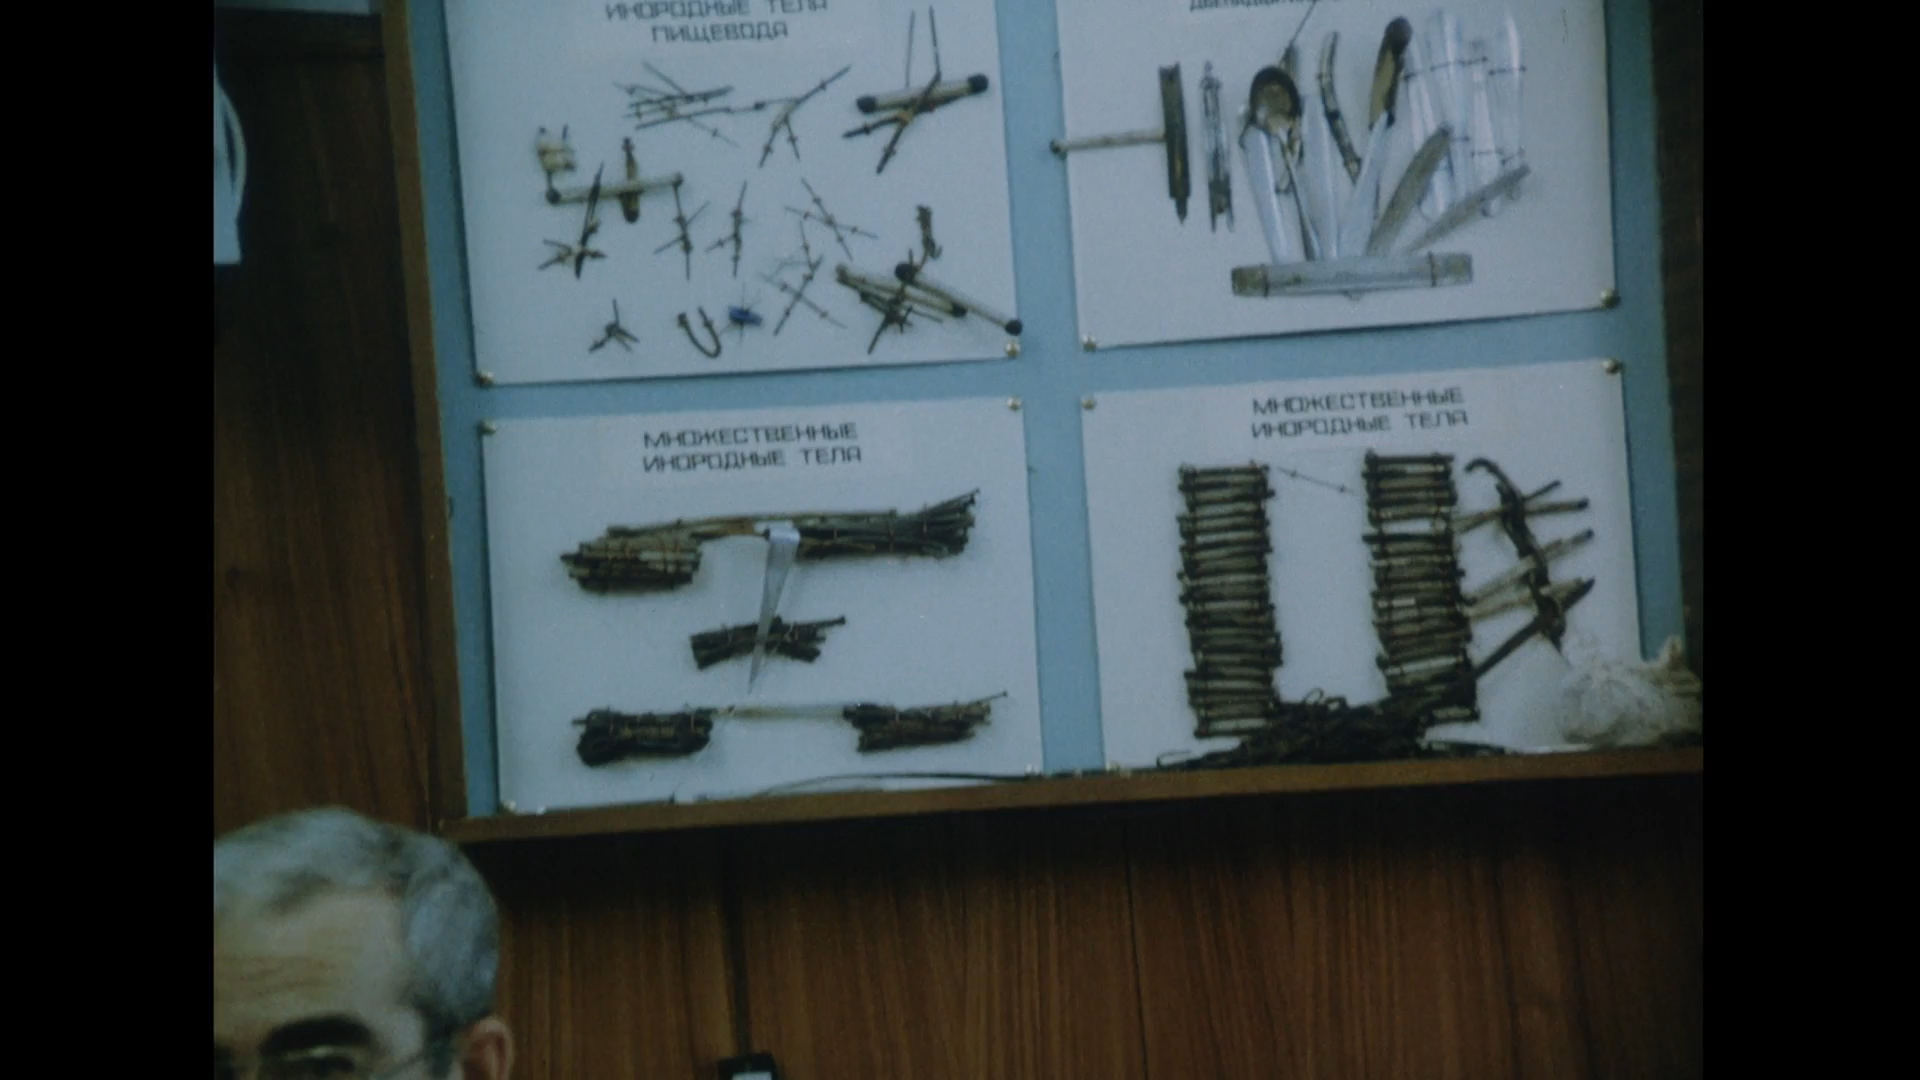 ИНОРОДНЫЕ ТЕЛА
ПИЩЕВОДА
МНОЖЕСТВЕННЫЕ
ИНОРОДНЫЕ ТЕЛА
МНОЖЕСТВЕННЫЕ
ИНОРОДНЫЕ ТЕЛА